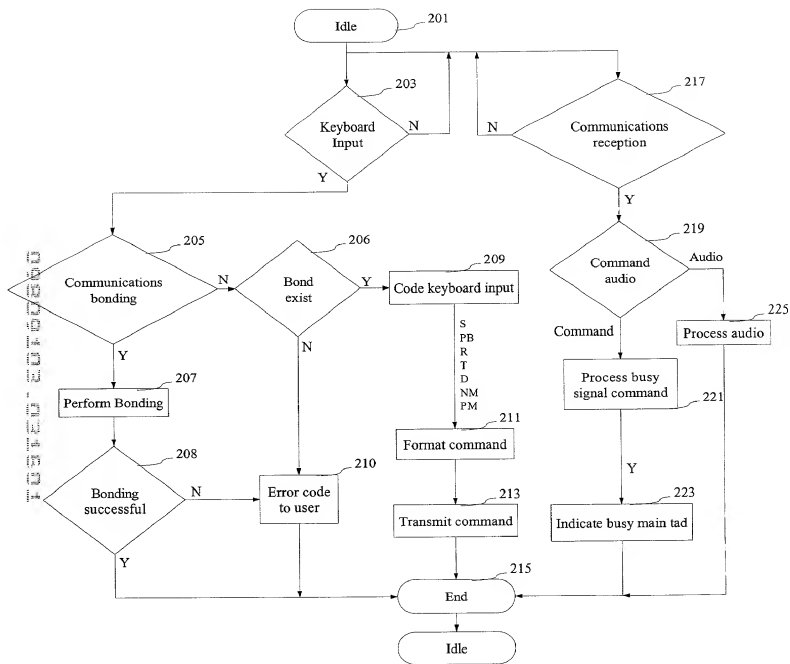 Idle
201
203
217
Keyboard
Input
N
N
Communications
reception
Y
Y
205
206
219
209
Communications
bonding
N
Bond
exist
Y
Code keyboard input
Command
audio
Audio
225
Process audio
S
PB
R
T
D
NM
PM
Command
Y
N
207
Perform Bonding
Process busy
signal command
221
208
211
Format command
Y
Bonding
successful
N
210
Error code
to user
213
Transmit command
223
Indicate busy main tad
Y
215
End
Idle